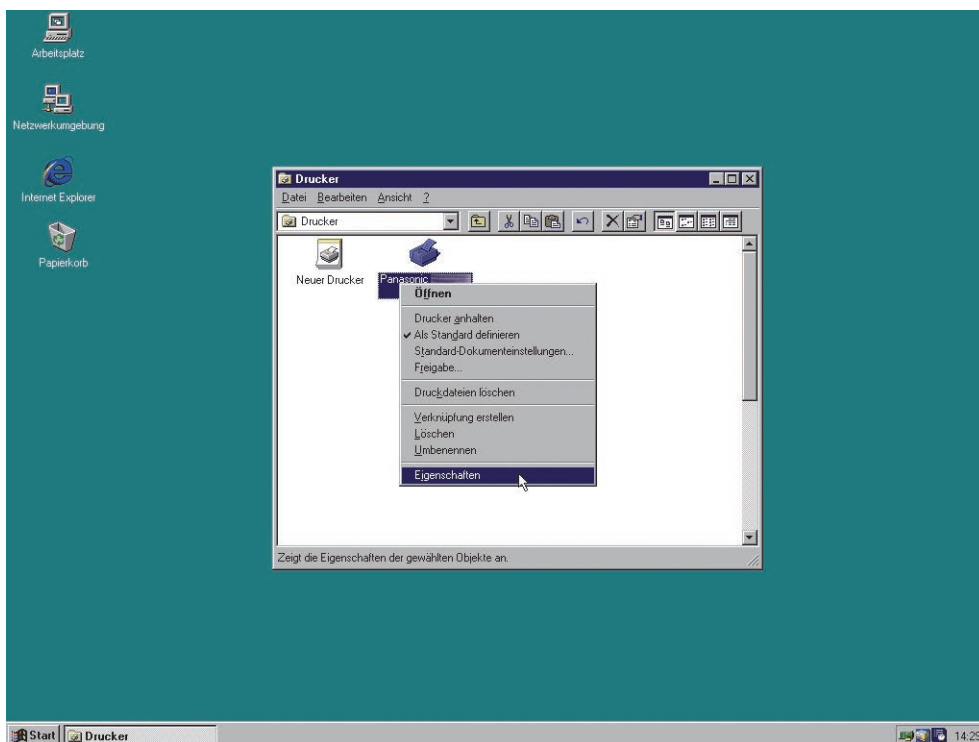 Arbeitsplatz
Netzwerkumgebung
Internet Explorer
Papierkorb
Drucker
Datei Bearbeiten Ansicht ?
Drucker
Neuer Drucker
Panasonic
Öffnen
Drucker anhalten
Als Standard definieren
Standard-Dokumenteinstellungen...
Freigabe...
Druckdateien löschen
Verknüpfung erstellen
Löschen
Umbenennen
Eigenschaften
Zeigt die Eigenschaften der gewählten Objekte an.
Start Drucker